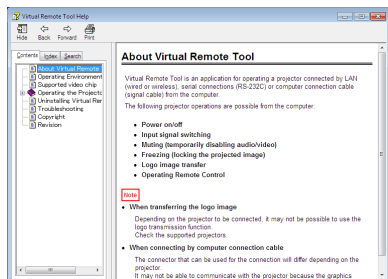 Virtual Remote Tool Help
Hide Back Forward Print
Contents Index Search
About Virtual Remote
Operating Environment
Supported video chip
Operating the Projecto
Uninstalling Virtual Rer
Troubleshooting
Copyright
Revision
About Virtual Remote Tool
Virtual Remote Tool is an application for operating a projector connected by LAN
(wired or wireless), serial connections (RS-232C) or computer connection cable
(signal cable) from the computer.
The following projector operations are possible from the computer:
• Power on/off
• Input signal switching
• Muting (temporarily disabling audio/video)
• Freezing (locking the projected image)
• Logo image transfer
• Operating Remote Control
Note
• When transferring the logo image
Depending on the projector to be connected, it may not be possible to use the
logo transmission function.
Check the supported projectors.
• When connecting by computer connection cable
The connector that can be used for the connection will differ depending on the
projector.
It may not be able to communicate with the projector because the graphics